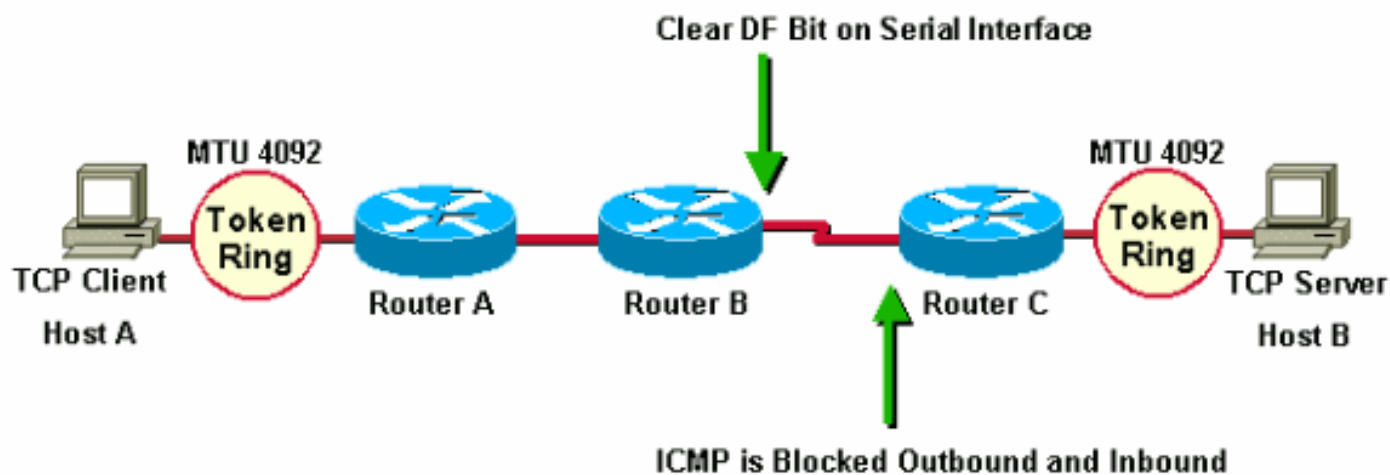 Clear DF Bit on Serial Interface
MTU 4092
MTU 4092
Token
Ring
Token
Ring
TCP Client
Router A
Router B
Router C
TCP Server
Host A
Host B
ICMP is Blocked Outbound and Inbound